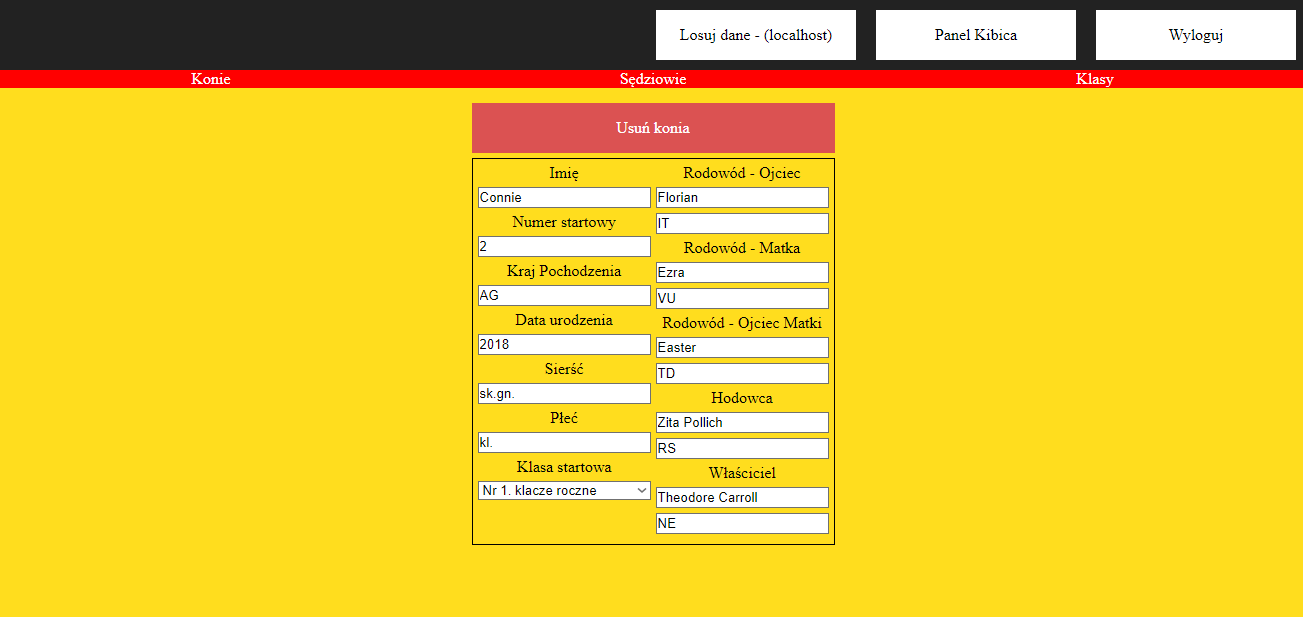 Losuj dane - (localhost)
Panel Kibica
Wyloguj
Konie
Sędziowie
Klasy
Usuń konia
Imię
Connie
Numer startowy
2
Kraj Pochodzenia
AG
Data urodzenia
2018
Sierść
sk.gn.
Płeć
kl.
Klasa startowa
Nr 1. klacze roczne
Rodowód - Ojciec
Florian
IT
Rodowód - Matka
Ezra
VU
Rodowód - Ojciec Matki
Easter
TD
Hodowca
Zita Pollich
RS
Właściciel
Theodore Carroll
NE